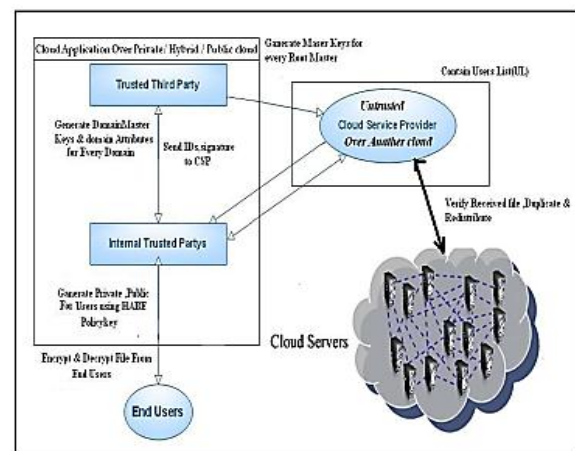 Cloud Application Over Private/ Hybrid / Public cloud
Ganerate Maser Keys for
every Root Master
Trusted Third Party
Contain Users List(UL)
Untrusted
Cloud Service Provider
Over Another cloud
Generate DomainMaster
Keys & domain Attributes
for Every Domain
Send IDs,signature
to CSP
Verify Received file ,Duplicate &
Redistribute
Internal Trusted Partys
Ganerate Private ,Public
For Users using HABE
Policykey
Cloud Servers
Encrypt & Decrypt File From
End Users
End Users